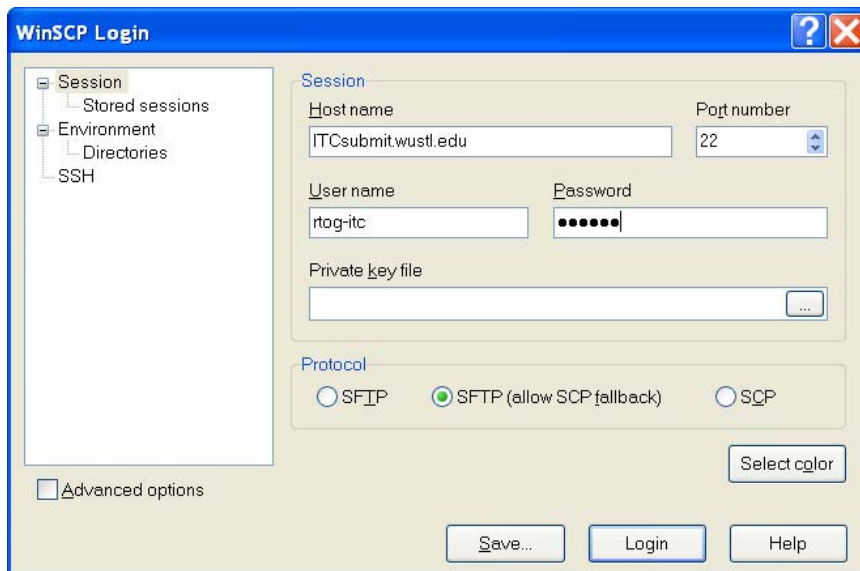 WinSCP Login
Session
Stored sessions
Environment
Directories
SSH
Advanced options
Session
Host name
Port number
ITCsubmit.wustl.edu
22
User name
Password
rtog-itc
●●●●●●
Private key file
...
Protocol
SFTP
SFTP (allow SCP fallback)
SCP
Select color
Save...
Login
Help